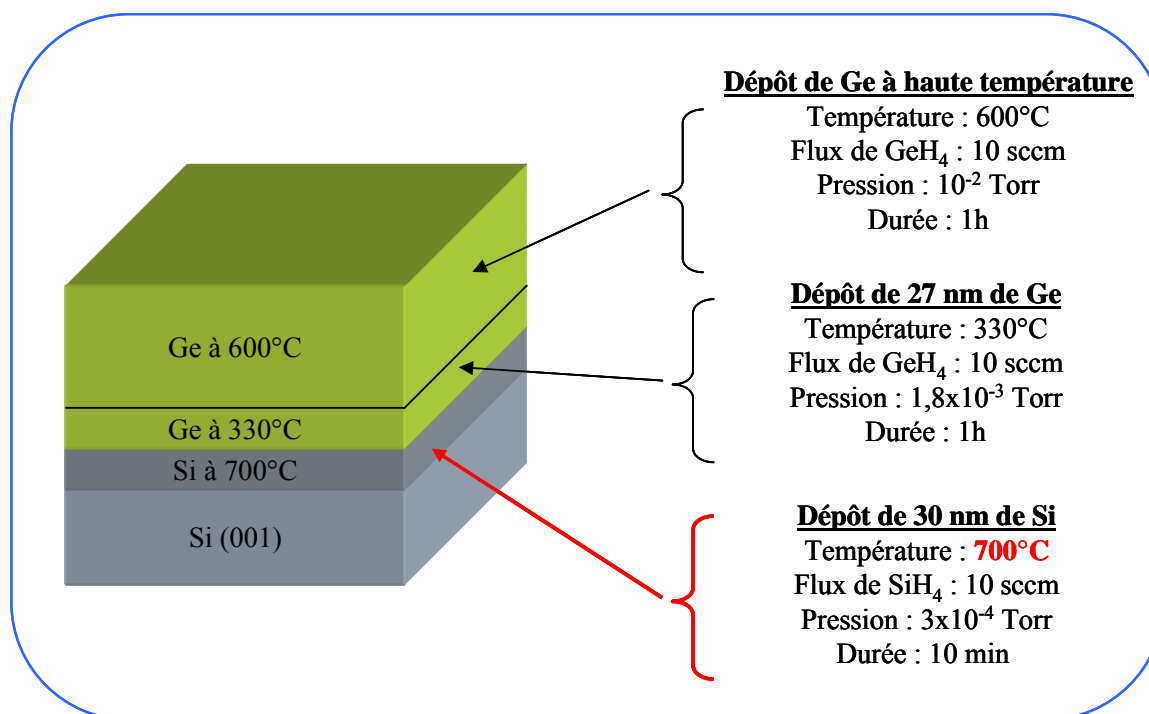 Dépôt de Ge à haute température
Température : 600°C
Flux de GeH₄ : 10 sccm
Pression : 10⁻² Torr
Durée : 1h
Dépôt de 27 nm de Ge
Température : 330°C
Flux de GeH₄ : 10 sccm
Pression : 1,8x10⁻³ Torr
Durée : 1h
Dépôt de 30 nm de Si
Température : 700°C
Flux de SiH₄ : 10 sccm
Pression : 3x10⁻⁴ Torr
Durée : 10 min
Ge à 600°C
Ge à 330°C
Si à 700°C
Si (001)